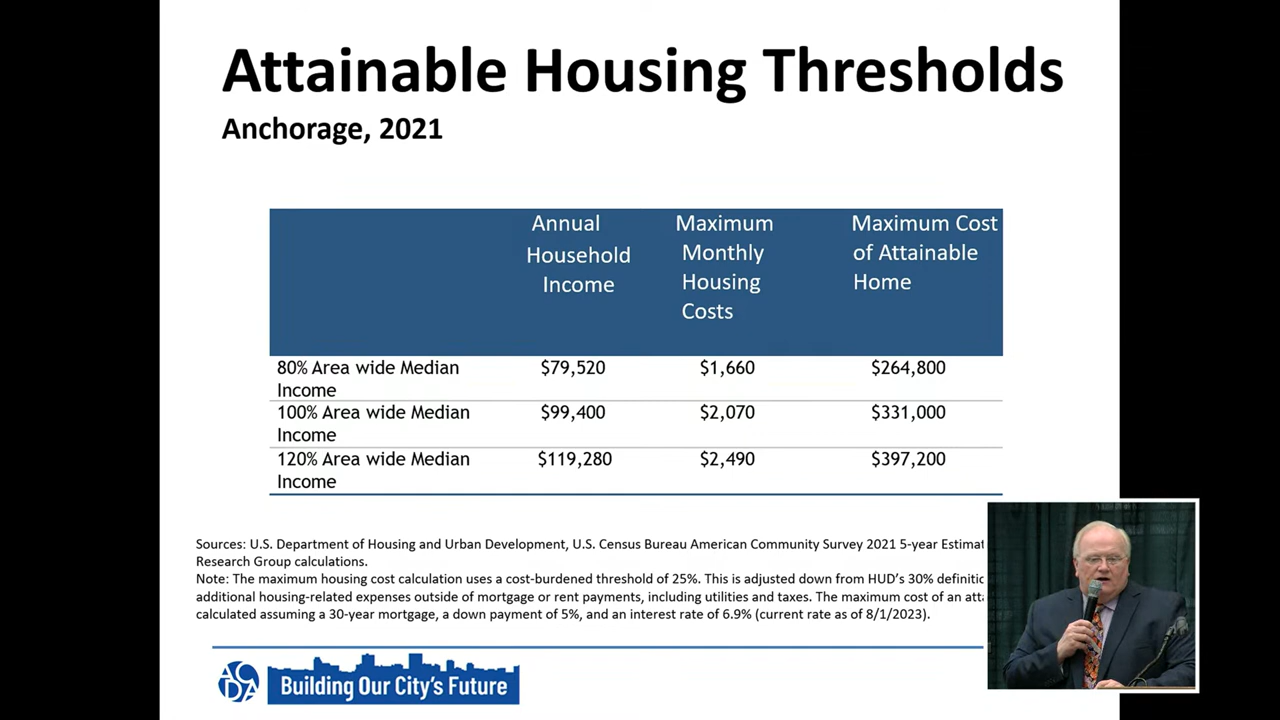 Attainable Housing Thresholds
Anchorage, 2021
Annual
Household
Income
Maximum
Monthly
Housing
Costs
Maximum Cost
of Attainable
Home
80% Area wide Median
Income
$79,520
$1,660
$264,800
100% Area wide Median
Income
$99,400
$2,070
$331,000
120% Area wide Median
Income
$119,280
$2,490
$397,200
Sources: U.S. Department of Housing and Urban Development, U.S. Census Bureau American Community Survey 2021 5-year
Research Group calculations.
Note: The maximum housing cost calculation uses a cost-burdened threshold of 25%. This is adjusted down from HUD's 30%
additional housing-related expenses outside of mortgage or rent payments, including utilities and taxes. The maximum cost of an
calculated assuming a 30-year mortgage, a down payment of 5%, and an interest rate of 6.9% (current rate as of 8/1/2023).
ACDA
Building Our City's Future